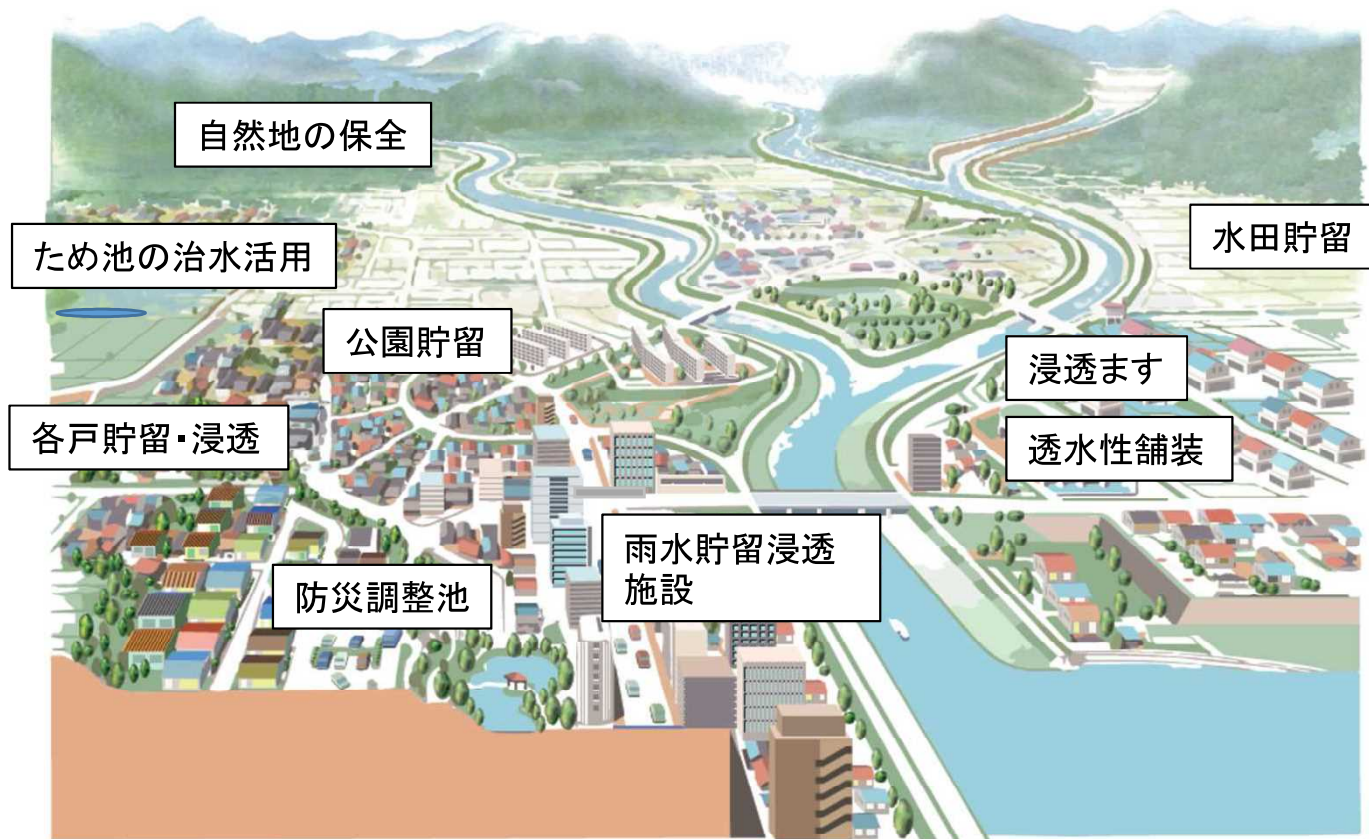 自然地の保全
ため池の治水活用
水田貯留
公園貯留
浸透ます
各戸貯留・浸透
透水性舗装
雨水貯留浸透
施設
防災調整池